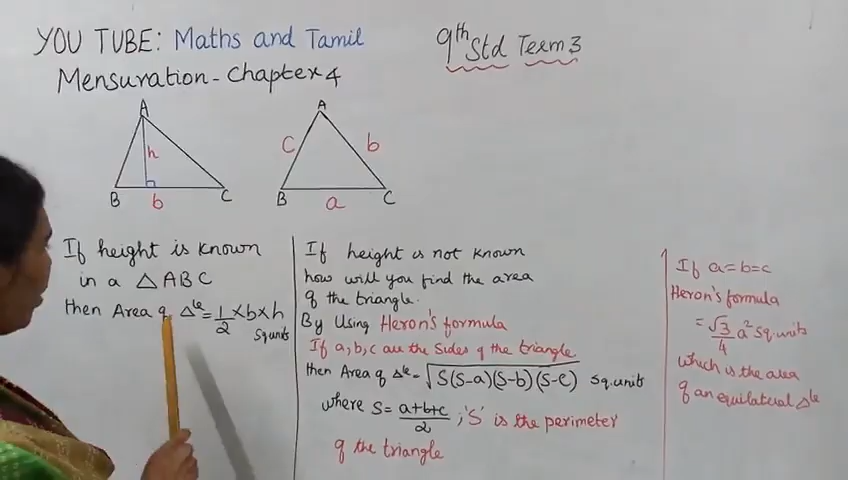 YOU TUBE: Maths and Tamil
9th Std Term 3
Mensuration - Chapter 4
A
h
B
b
C
A
C
b
B
a
C
If height is known
in a △ABC
then Area of △le = 1/2 × b × h
Sq units
If height is not known
how will you find the area
of the triangle.
By Using Heron's formula
If a, b, c are the sides of the triangle
then Area of △le = √S(S-a)(S-b)(S-c) sq.units
where S = a+b+c/2 ; 'S' is the perimeter
of the triangle
If a=b=c
Heron's formula
= √3/4 a² sq.units
which is the area
of an equilateral △le